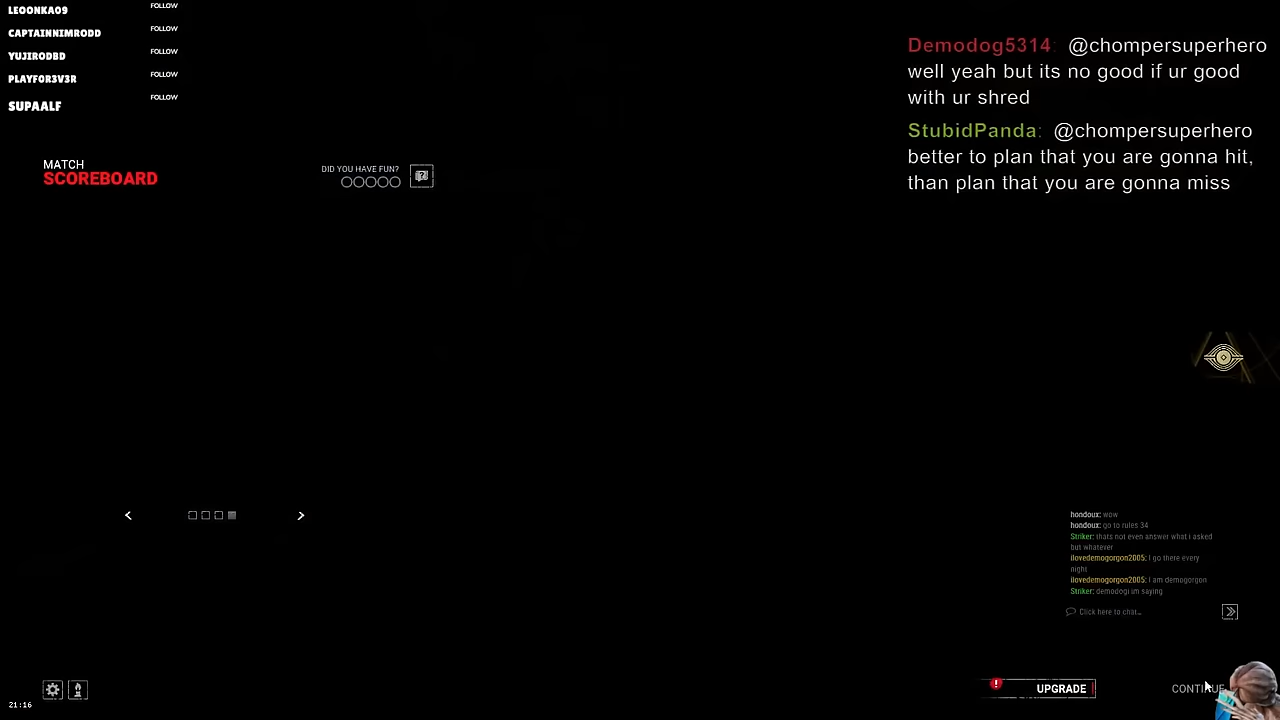 LEOONKA09 FOLLOW
CAPTAINNIMRODD FOLLOW
YUJIRODBD FOLLOW
PLAYFOR3V3R FOLLOW
SUPAALF FOLLOW
MATCH
SCOREBOARD
DID YOU HAVE FUN?
Demodog5314: @chompersuperhero
well yeah but its no good if ur good
with ur shred
StubidPanda: @chompersuperhero
better to plan that you are gonna hit,
than plan that you are gonna miss
hondoux: wow
hondoux: go to rules 34
Striker: thats not even answer what i asked
but whatever
ilovedemogorgon2005: I go there every
night
ilovedemogorgon2005: I am demogorgon
Striker: demodogi im saying
Click here to chat...
UPGRADE
CONTINUE
21:16